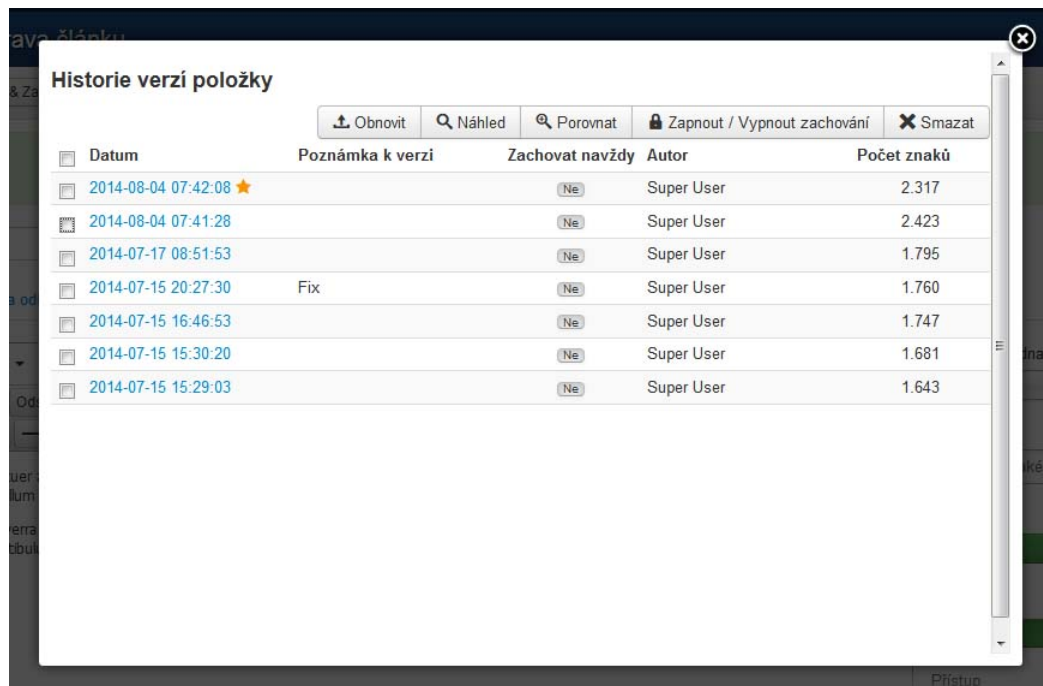 rava článku
& Za
Historie verzí položky
Obnovit Náhled Porovnat Zapnout / Vypnout zachování Smazat
Datum Poznámka k verzi Zachovat navždy Autor Počet znaků
2014-08-04 07:42:08 Ne Super User 2.317
2014-08-04 07:41:28 Ne Super User 2.423
2014-07-17 08:51:53 Ne Super User 1.795
2014-07-15 20:27:30 Fix Ne Super User 1.760
2014-07-15 16:46:53 Ne Super User 1.747
2014-07-15 15:30:20 Ne Super User 1.681
2014-07-15 15:29:03 Ne Super User 1.643
Přístup